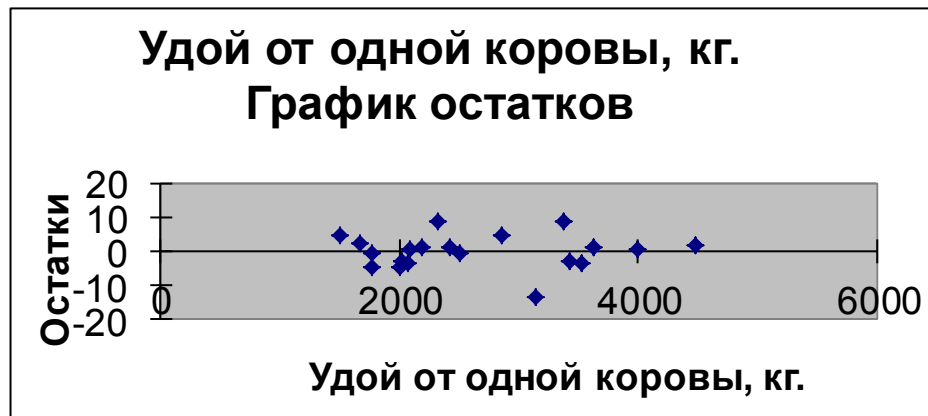 Удой от одной коровы, кг.
График остатков
Остатки
20
10
0
-10
-20
0
2000
4000
6000
Удой от одной коровы, кг.